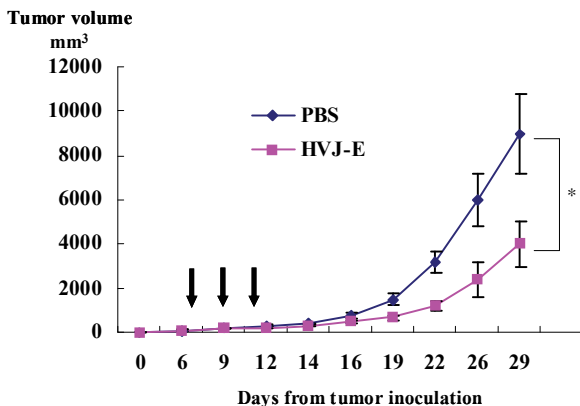 Tumor volume
mm³
12000
10000
8000
6000
4000
2000
0
PBS
HVJ-E
*
0 6 9 12 14 16 19 22 26 29
Days from tumor inoculation